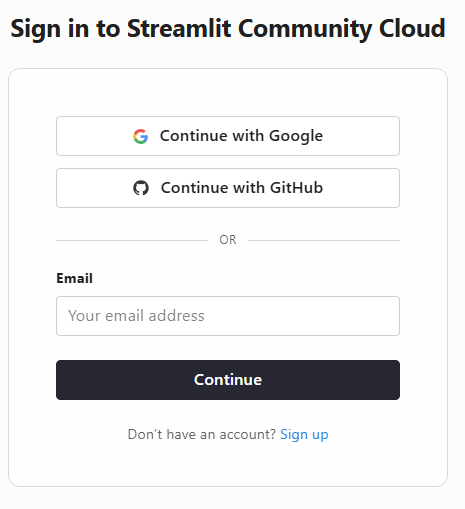 Sign in to Streamlit Community Cloud
Continue with Google
Continue with GitHub
OR
Email
Your email address
Continue
Don't have an account? Sign up